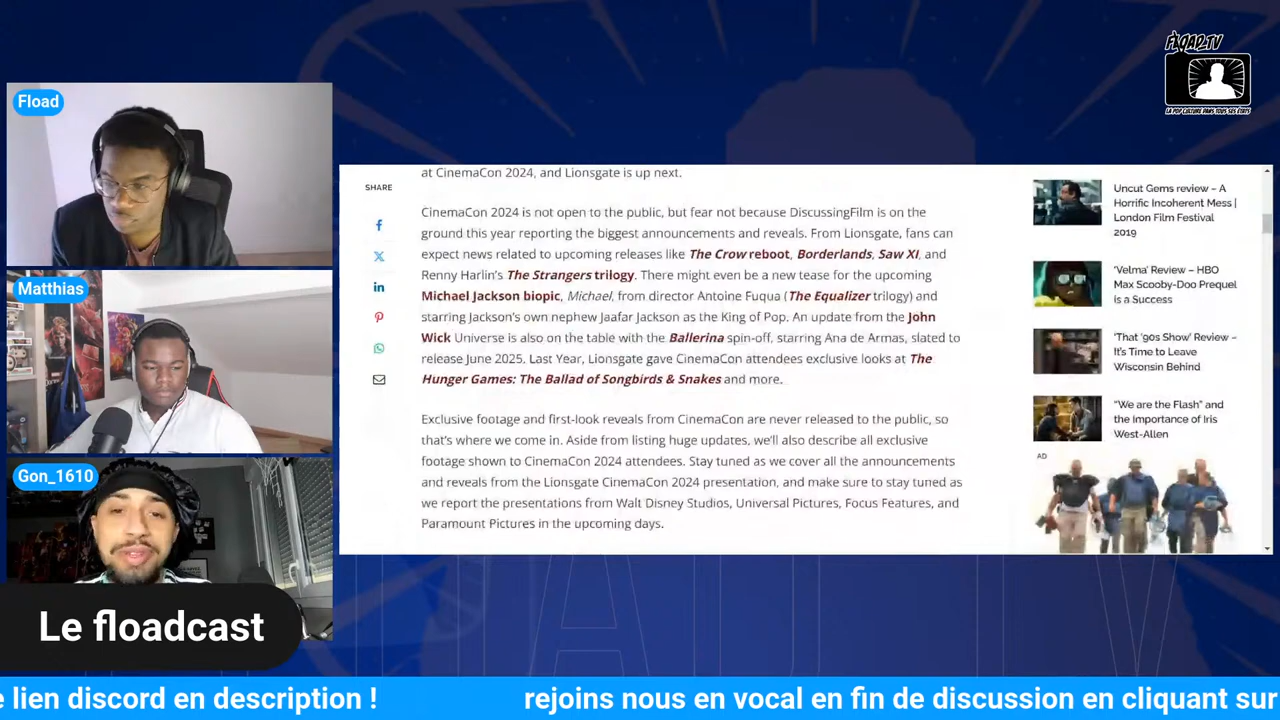 FLOAD.TV
LA POP CULTURE DANS TOUS SES ÉTATS
Fload
Matthias
Gon_1610
Le floadcast
SHARE
at CinemaCon 2024, and Lionsgate is up next.
CinemaCon 2024 is not open to the public, but fear not because DiscussingFilm is on the
ground this year reporting the biggest announcements and reveals. From Lionsgate, fans can
expect news related to upcoming releases like The Crow reboot, Borderlands, Saw XI, and
Renny Harlin's The Strangers trilogy. There might even be a new tease for the upcoming
Michael Jackson biopic, Michael, from director Antoine Fuqua (The Equalizer trilogy) and
starring Jackson's own nephew Jaafar Jackson as the King of Pop. An update from the John
Wick Universe is also on the table with the Ballerina spin-off, starring Ana de Armas, slated to
release June 2025. Last Year, Lionsgate gave CinemaCon attendees exclusive looks at The
Hunger Games: The Ballad of Songbirds & Snakes and more.
Exclusive footage and first-look reveals from CinemaCon are never released to the public, so
that's where we come in. Aside from listing huge updates, we'll also describe all exclusive
footage shown to CinemaCon 2024 attendees. Stay tuned as we cover all the announcements
and reveals from the Lionsgate CinemaCon 2024 presentation, and make sure to stay tuned as
we report the presentations from Walt Disney Studios, Universal Pictures, Focus Features, and
Paramount Pictures in the upcoming days.
Uncut Gems review – A
Horrific Incoherent Mess |
London Film Festival
2019
'Velma' Review – HBO
Max Scooby-Doo Prequel
is a Success
'That '90s Show' Review –
It's Time to Leave
Wisconsin Behind
"We are the Flash" and
the Importance of Iris
West-Allen
AD
e lien discord en description ! rejoins nous en vocal en fin de discussion en cliquant sur